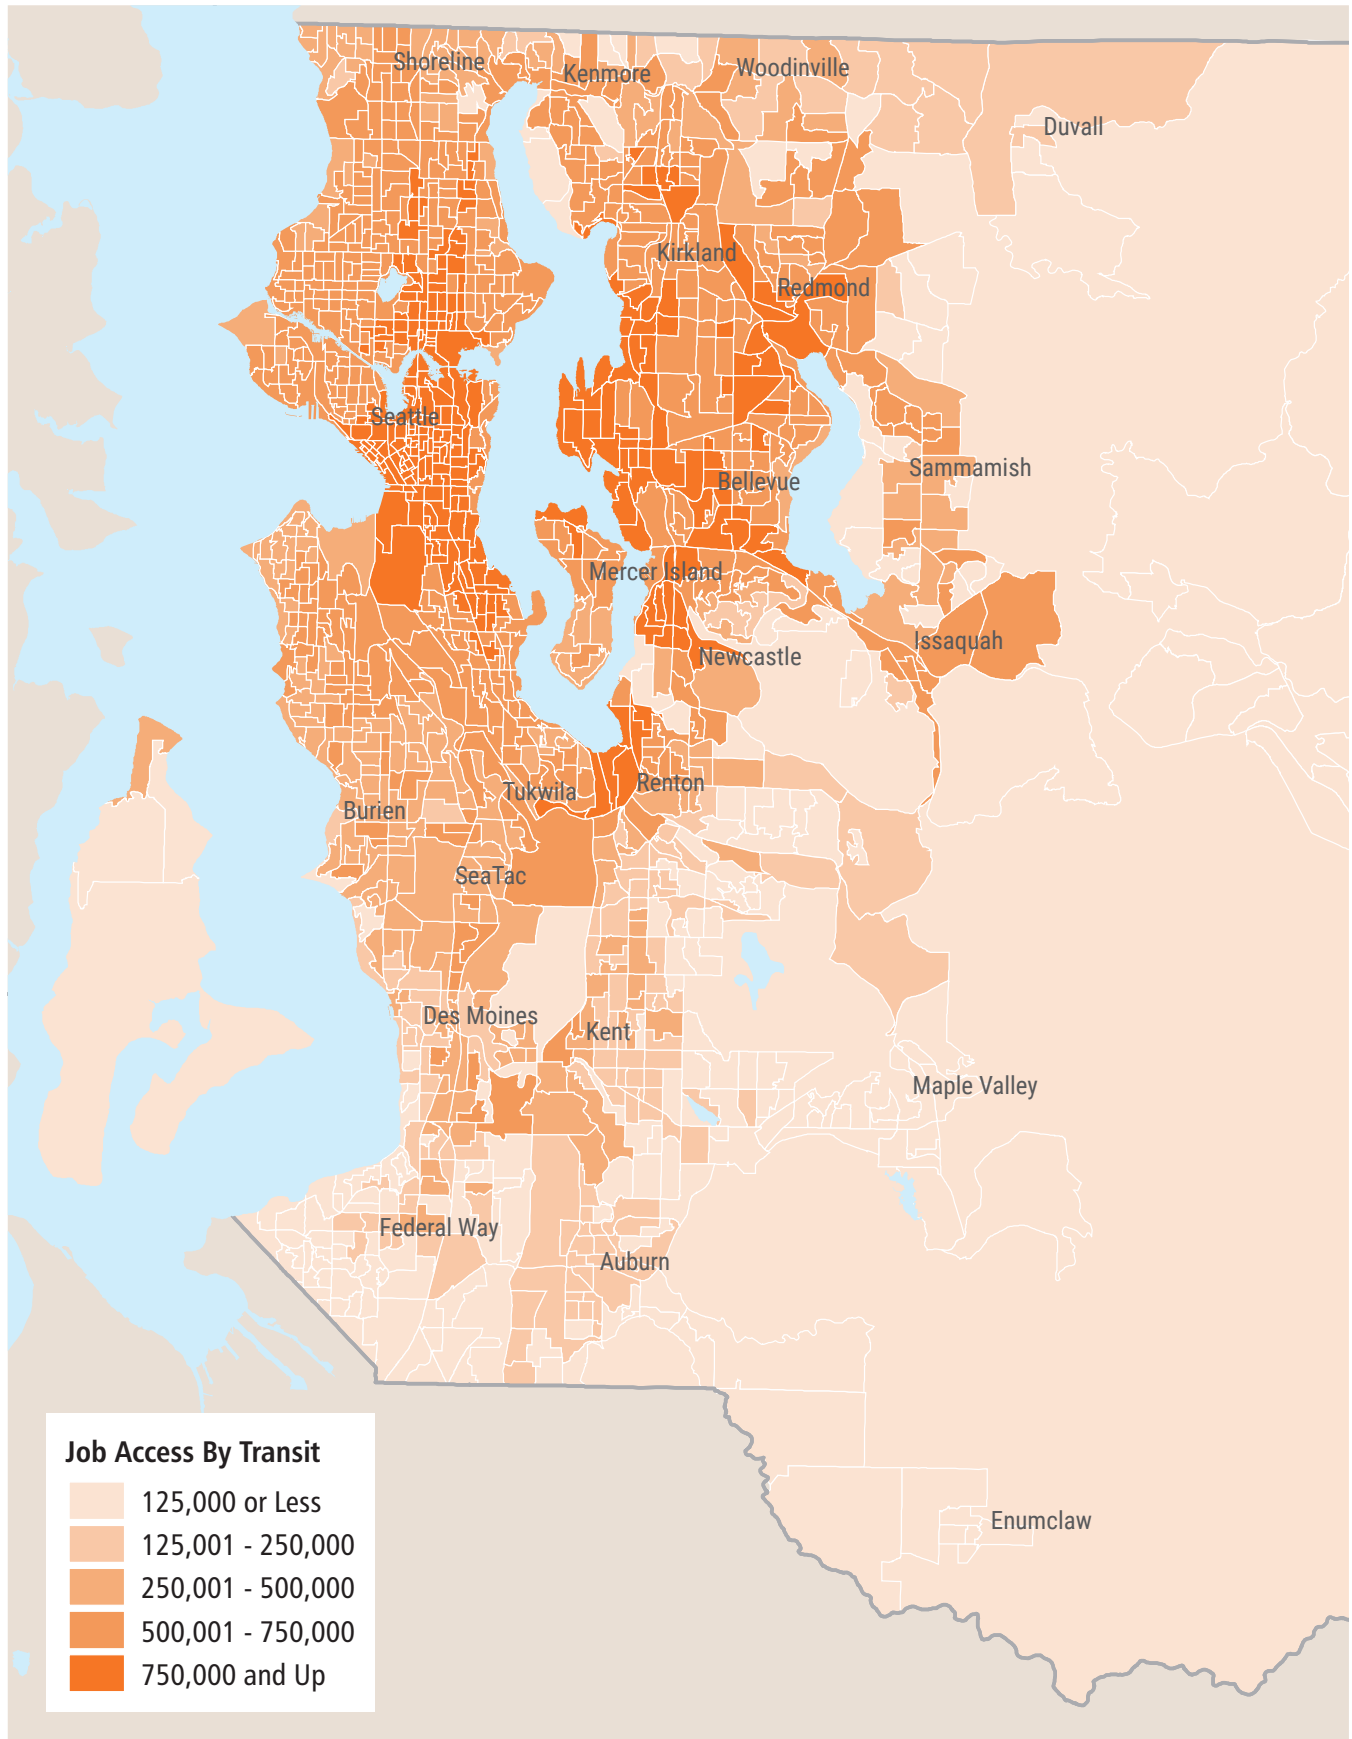 Shoreline
Kenmore
Woodinville
Duvall
Kirkland
Redmond
Seattle
Sammamish
Bellevue
Mercer Island
Issaquah
Newcastle
Renton
Tukwila
Burien
SeaTac
Des Moines
Kent
Maple Valley
Federal Way
Auburn
Job Access By Transit
125,000 or Less
125,001 - 250,000
250,001 - 500,000
500,001 - 750,000
750,000 and Up
Enumclaw